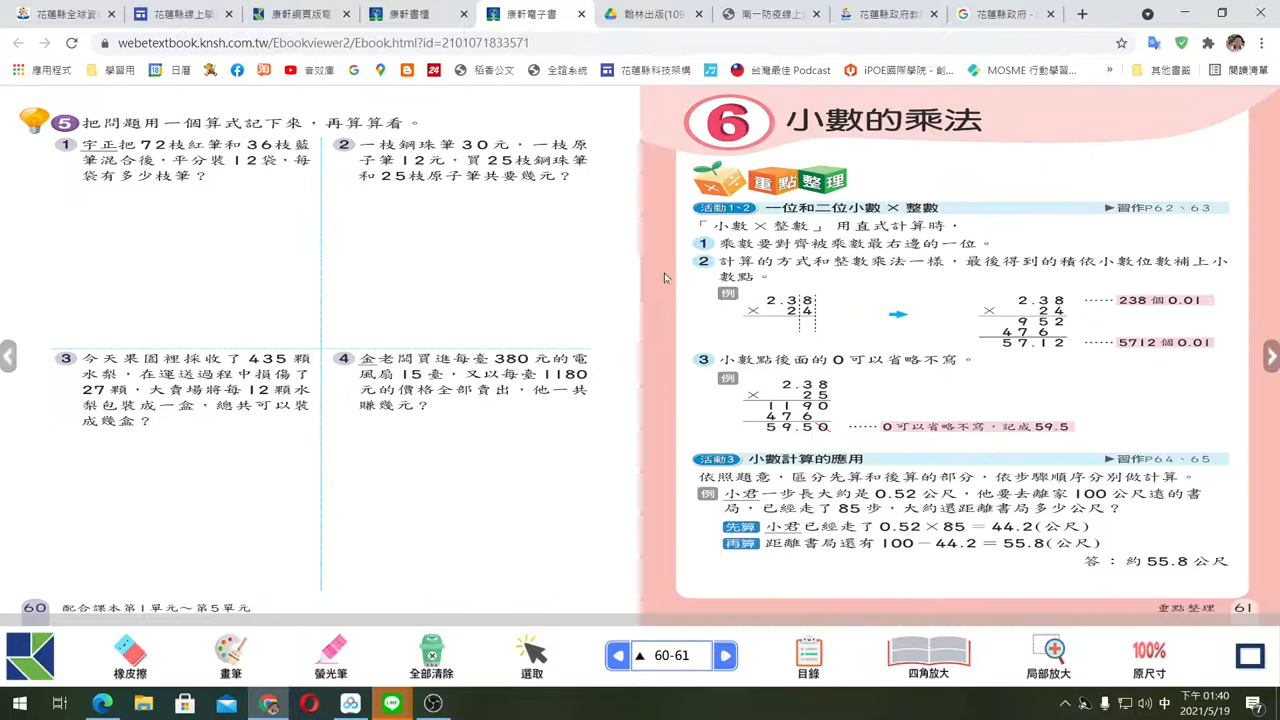 花蓮縣全球資
花蓮縣線上學
康軒網頁版電
康軒書櫃
康軒電子書
翰林出版(109
南一防疫線上
花蓮縣政府教
花蓮縣政府 -
webetextbook.knsh.com.tw/Ebookviewer2/Ebook.html?id=2101071833571
應用程式
學習用
日曆
音效庫
稻香公文
全誼系統
花蓮縣科技架構
台灣最佳 Podcast
iPOE國際學院 - 創...
MOSME 行動學習...
»
其他書籤
閱讀清單
5 把問題用一個算式記下來，再算算看。
1 宇正把72枝紅筆和36枝藍
筆混合後，平分裝12袋，每
袋有多少枝筆？
2 一枝鋼珠筆30元，一枝原
子筆12元，買25枝鋼珠筆
和25枝原子筆共要幾元？
3 今天果園裡採收了435顆
水梨，在運送過程中損傷了
27顆，大賣場將每12顆水
梨包裝成一盒，總共可以裝
成幾盒？
4 金老闆買進每臺380元的電
風扇15臺，又以每臺1180
元的價格全部賣出，他一共
賺幾元？
60 配合課本第1單元～第5單元
6 小數的乘法
重點整理
活動1、2 一位和二位小數 × 整數 ▶習作P62、63
「小數×整數」用直式計算時，
1 乘數要對齊被乘數最右邊的一位。
2 計算的方式和整數乘法一樣，最後得到的積依小數位數補上小
數點。
例
2.38
× 24
2.38 ⋯⋯ 238個0.01
× 24
952
476
57.12 ⋯⋯ 5712個0.01
3 小數點後面的0可以省略不寫。
例
2.38
× 25
1190
476
59.50 ⋯⋯ 0可以省略不寫，記成59.5
活動3 小數計算的應用 ▶習作P64、65
依照題意，區分先算和後算的部分，依步驟順序分別做計算。
例 小君一步長大約是0.52公尺，他要去離家100公尺遠的書
局，已經走了85步，大約還距離書局多少公尺？
先算 小君已經走了0.52×85＝44.2(公尺)
再算 距離書局還有100－44.2＝55.8(公尺)
答：約55.8公尺
重點整理 61
橡皮擦
畫筆
螢光筆
全部清除
選取
▲ 60-61
目錄
四角放大
局部放大
100%
原尺寸
LINE
中
下午 01:40
2021/5/19
7